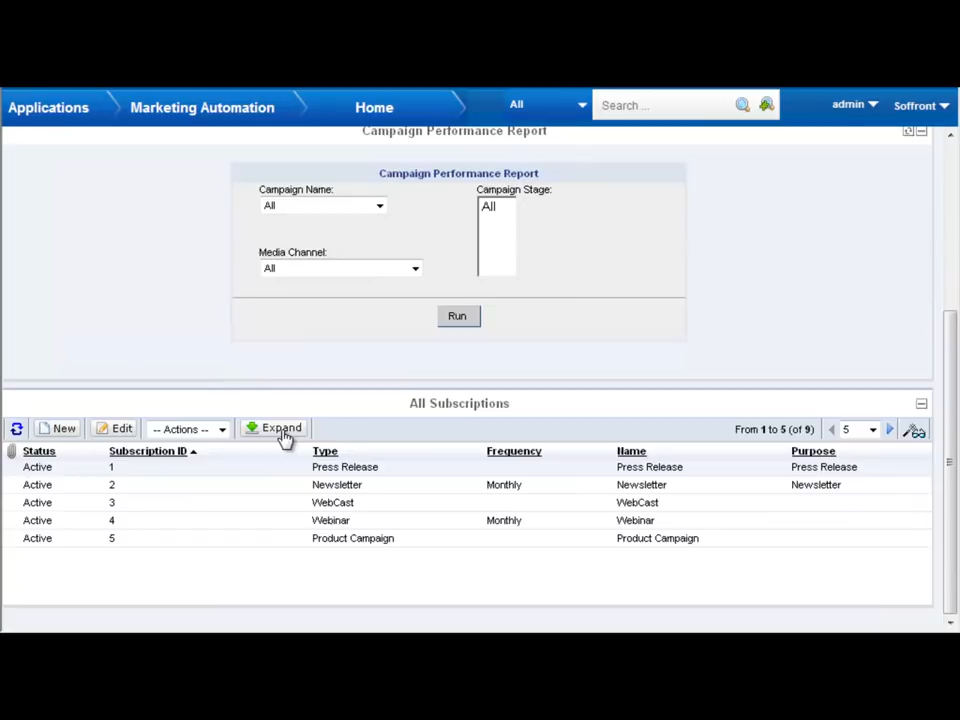 Applications Marketing Automation Home All Search ... admin Soffront
Campaign Performance Report
Campaign Performance Report
Campaign Name: Campaign Stage:
All All
Media Channel:
All
Run
All Subscriptions
New Edit -- Actions -- Expand From 1 to 5 (of 9) 5
Status Subscription ID Type Frequency Name Purpose
Active 1 Press Release Press Release Press Release
Active 2 Newsletter Monthly Newsletter Newsletter
Active 3 WebCast WebCast
Active 4 Webinar Monthly Webinar
Active 5 Product Campaign Product Campaign